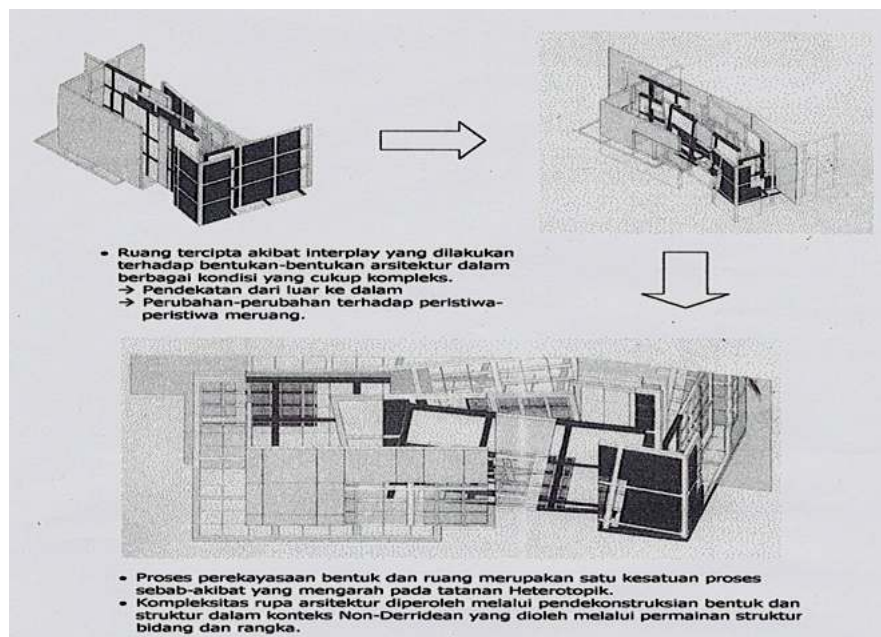 • Ruang tercipta akibat interplay yang dilakukan
terhadap bentukan-bentukan arsitektur dalam
berbagai kondisi yang cukup kompleks.
→ Pendekatan dari luar ke dalam
→ Perubahan-perubahan terhadap peristiwa-
peristiwa meruang.
• Proses perekayasaan bentuk dan ruang merupakan satu kesatuan proses
sebab-akibat yang mengarah pada tatanan Heterotopik.
• Kompleksitas rupa arsitektur diperoleh melalui pendekonstruksian bentuk dan
struktur dalam konteks Non-Derridean yang diolah melalui permainan struktur
bidang dan rangka.